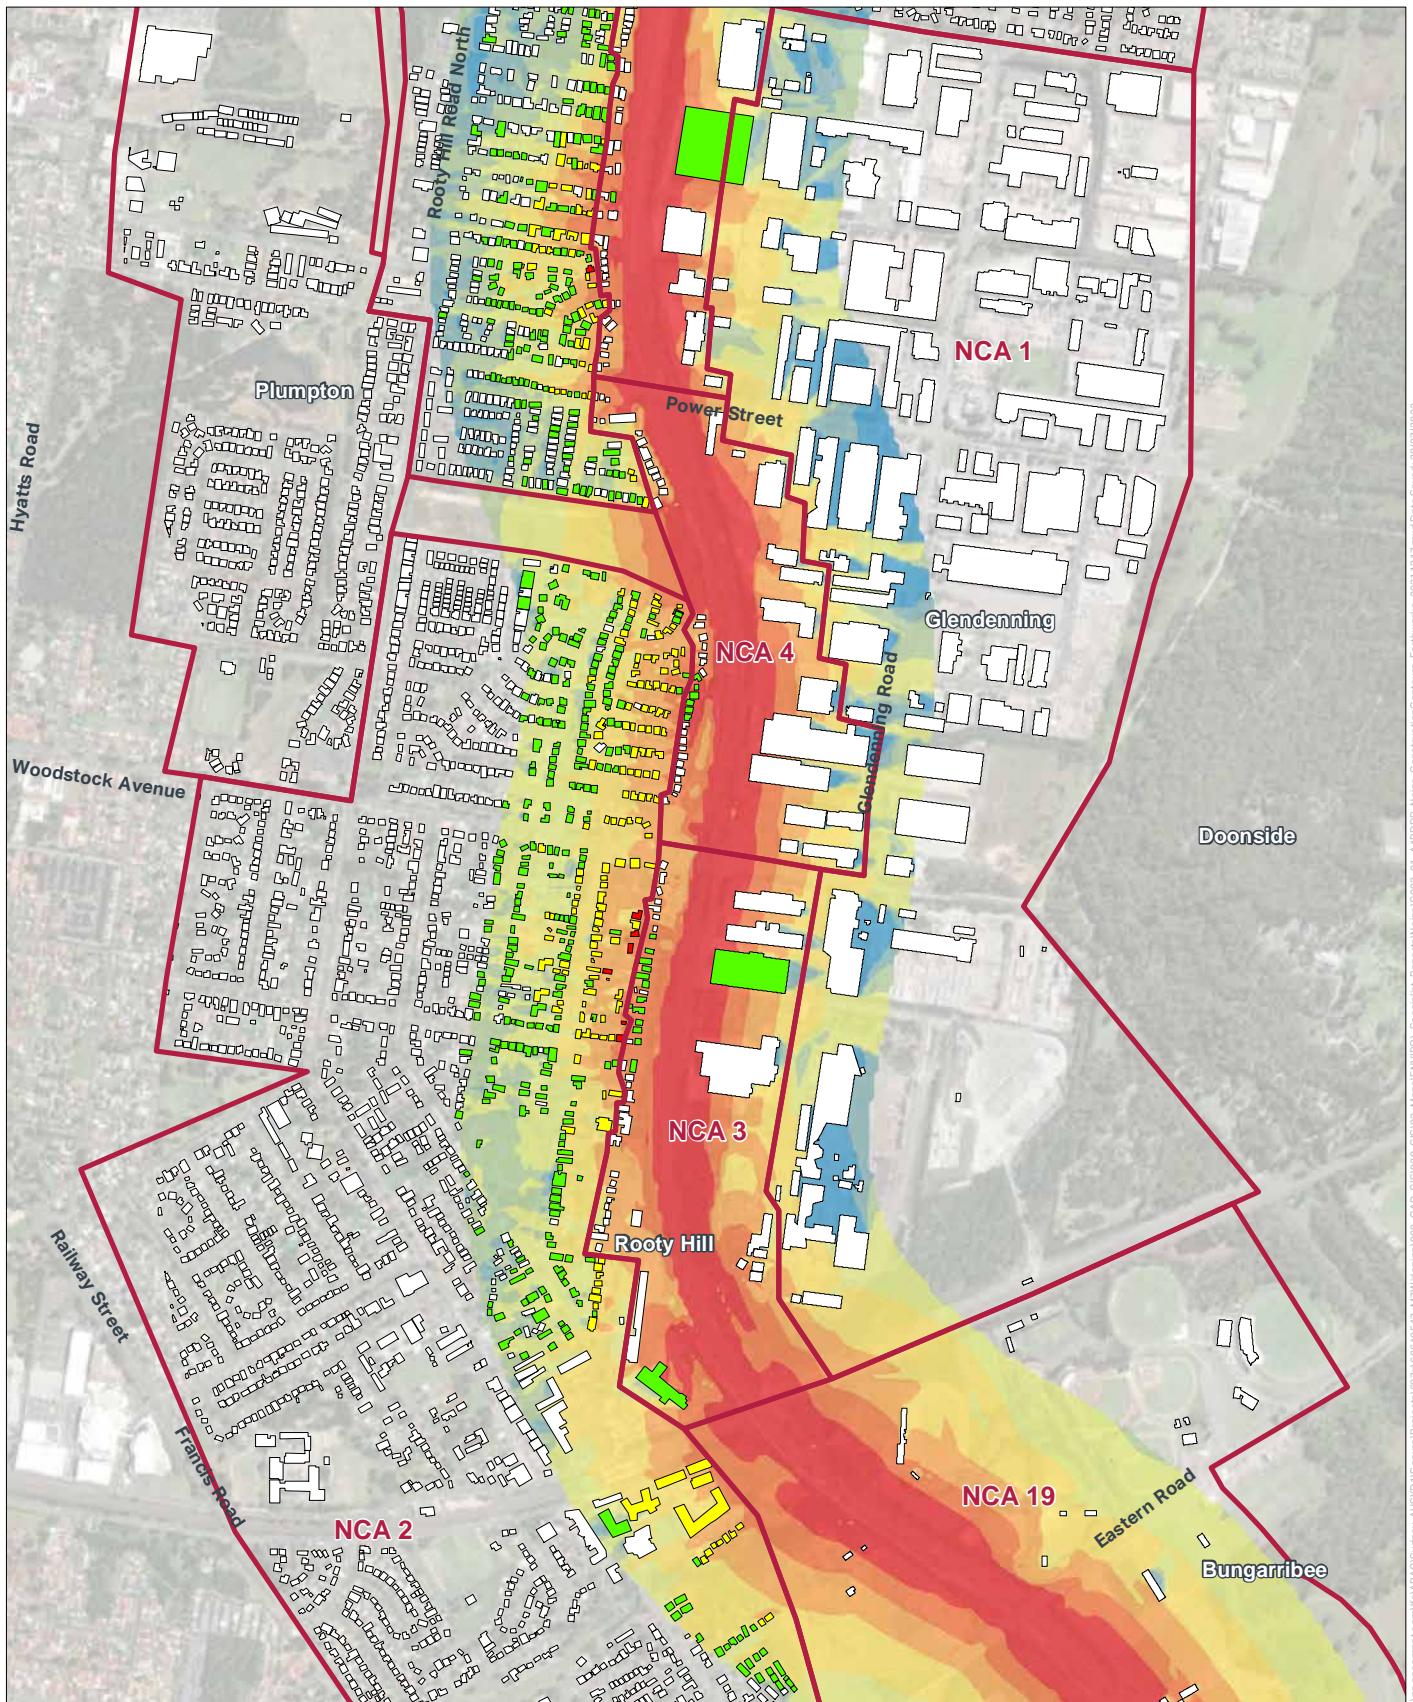 Rooty Hill Road North
NCA 1
Plumpton
Power Street
Hyatts Road
Glendenning
NCA 4
Glendenning Road
Woodstock Avenue
Doonside
NCA 3
Rooty Hill
Railway Street
Francis Road
NCA 19
Eastern Road
NCA 2
Bungarribee